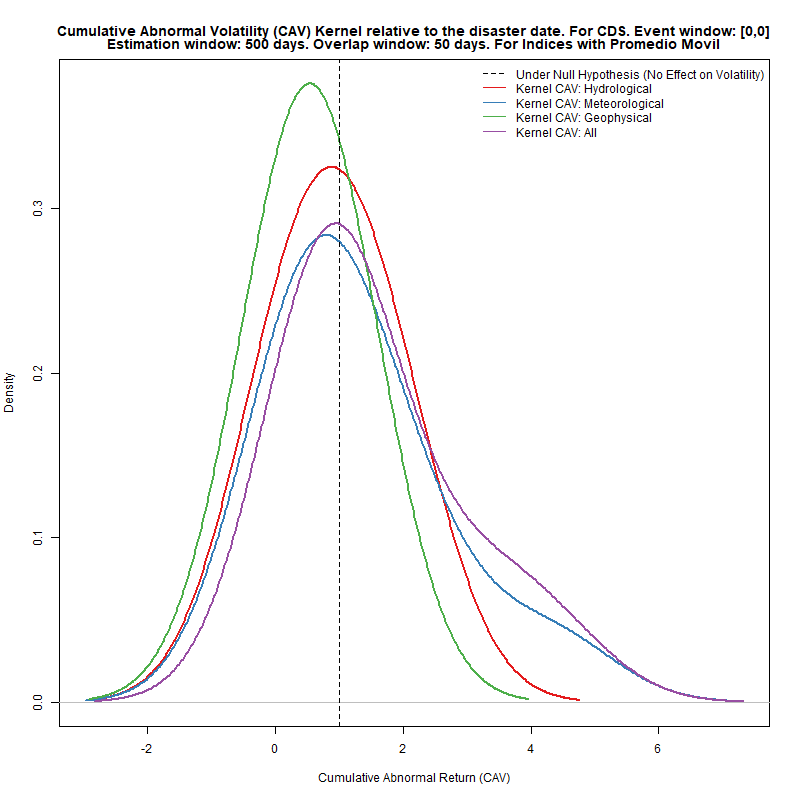 Cumulative Abnormal Volatility (CAV) Kernel relative to the disaster date. For CDS. Event window: [0,0]
Estimation window: 500 days. Overlap window: 50 days. For Indices with Promedio Movil
Under Null Hypothesis (No Effect on Volatility)
Kernel CAV: Hydrological
Kernel CAV: Meteorological
Kernel CAV: Geophysical
Kernel CAV: All
0.3
0.2
0.1
0.0
Density
-2 0 2 4 6
Cumulative Abnormal Return (CAV)